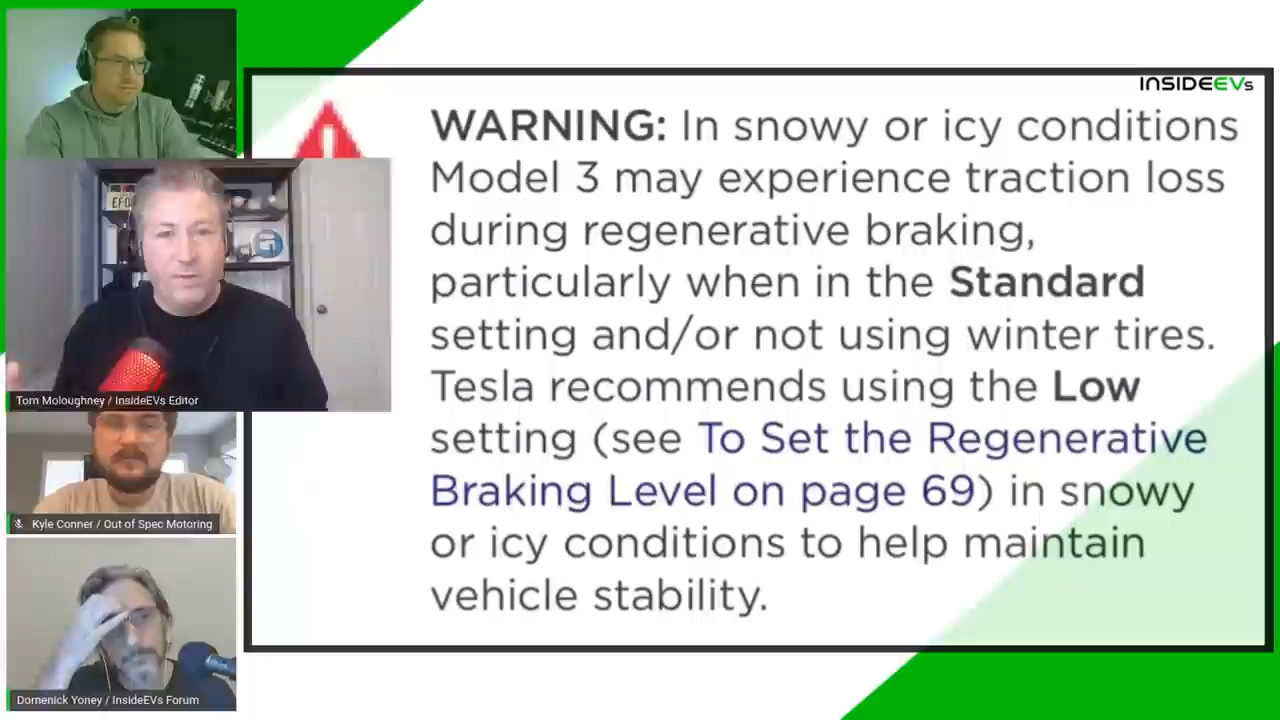 INSIDEEVs
WARNING: In snowy or icy conditions
Model 3 may experience traction loss
during regenerative braking,
particularly when in the Standard
setting and/or not using winter tires.
Tesla recommends using the Low
setting (see To Set the Regenerative
Braking Level on page 69) in snowy
or icy conditions to help maintain
vehicle stability.
EFO
Tom Moloughney / InsideEVs Editor
Kyle Conner / Out of Spec Motoring
Domenick Yoney / InsideEVs Forum